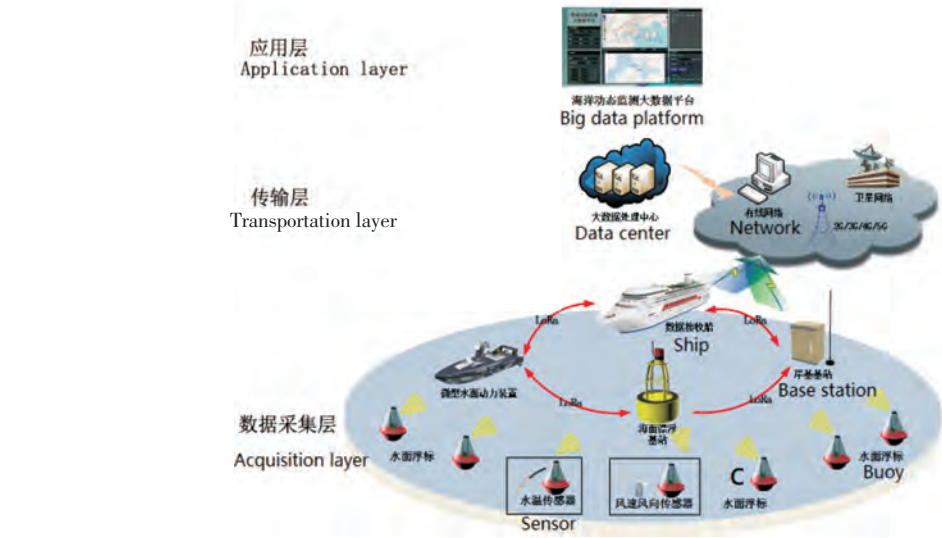 应用层
Application layer
海洋动态监测大数据平台
Big data platform
传输层
Transportation layer
大数据处理中心
Data center
在线网络
Network
卫星网络
2G/3G/4G/5G
LoRa
数据接收船
Ship
LoRa
岸基基站
Base station
微型水面动力装置
LoRa
海面漂浮
基站
LoRa
数据采集层
Acquisition layer
水面浮标
水温传感器
Sensor
风速风向传感器
C
水面浮标
水面浮标
Buoy